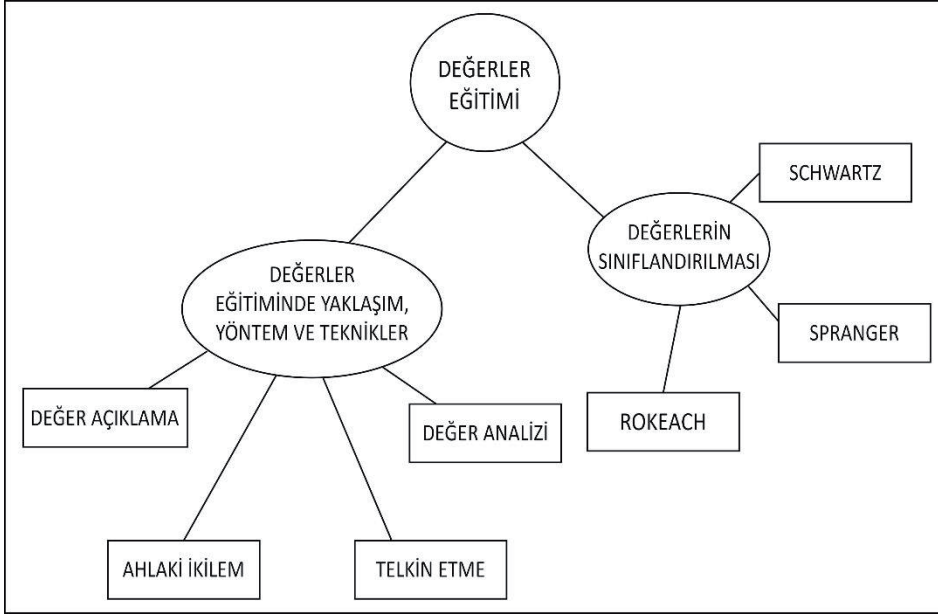 DEĞERLER
EĞİTİMİ
SCHWARTZ
DEĞERLERİN
SINIFLANDIRILMASI
DEĞERLER
EĞİTİMİNDE YAKLAŞIM,
YÖNTEM VE TEKNİKLER
SPRANGER
DEĞER AÇIKLAMA
DEĞER ANALİZİ
ROKEACH
AHLAKİ İKİLEM
TELKİN ETME